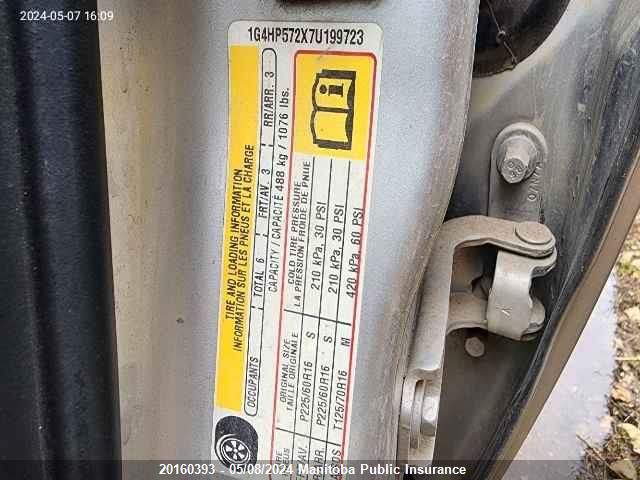 2024-05-07 16:09
1G4HP572X7U199723
TIRE AND LOADING INFORMATION
INFORMATION SUR LES PNEUS ET LA CHARGE
OCCUPANTS TOTAL 6 FRT/AV. 3 RR/ARR. 3
CAPACITY / CAPACITÉ 488 kg / 1076 lbs.
ORIGINAL SIZE COLD TIRE PRESSURE
TAILLE ORIGINALE LA PRESSION FROIDE DE PNUE
P225/60R16 S 210 kPa, 30 PSI
P225/60R16 S 210 kPa, 30 PSI
T125/70R16 M 420 kPa, 60 PSI
20160393 - 05/08/2024 Manitoba Public Insurance